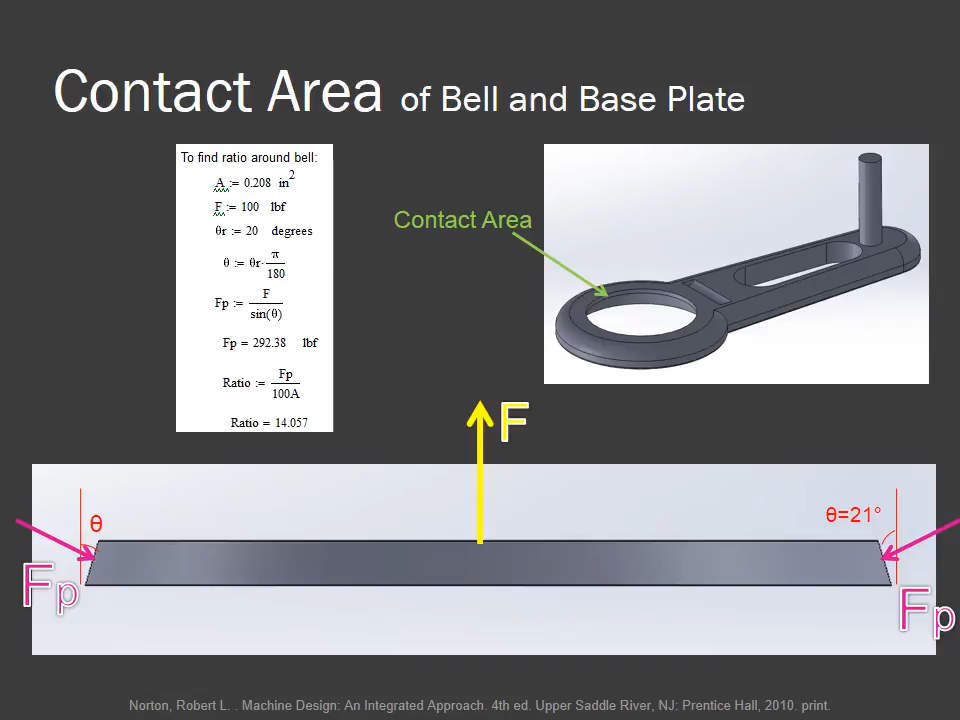 Contact Area of Bell and Base Plate
To find ratio around bell:
A := 0.208 in²
F := 100 lbf
θr := 20 degrees
θ := θr·π/180
Fp := F/sin(θ)
Fp = 292.38 lbf
Ratio := Fp/100A
Ratio = 14.057
Contact Area
F
θ
θ=21°
Fp
Fp
Norton, Robert L. . Machine Design: An Integrated Approach. 4th ed. Upper Saddle River, NJ: Prentice Hall, 2010. print.